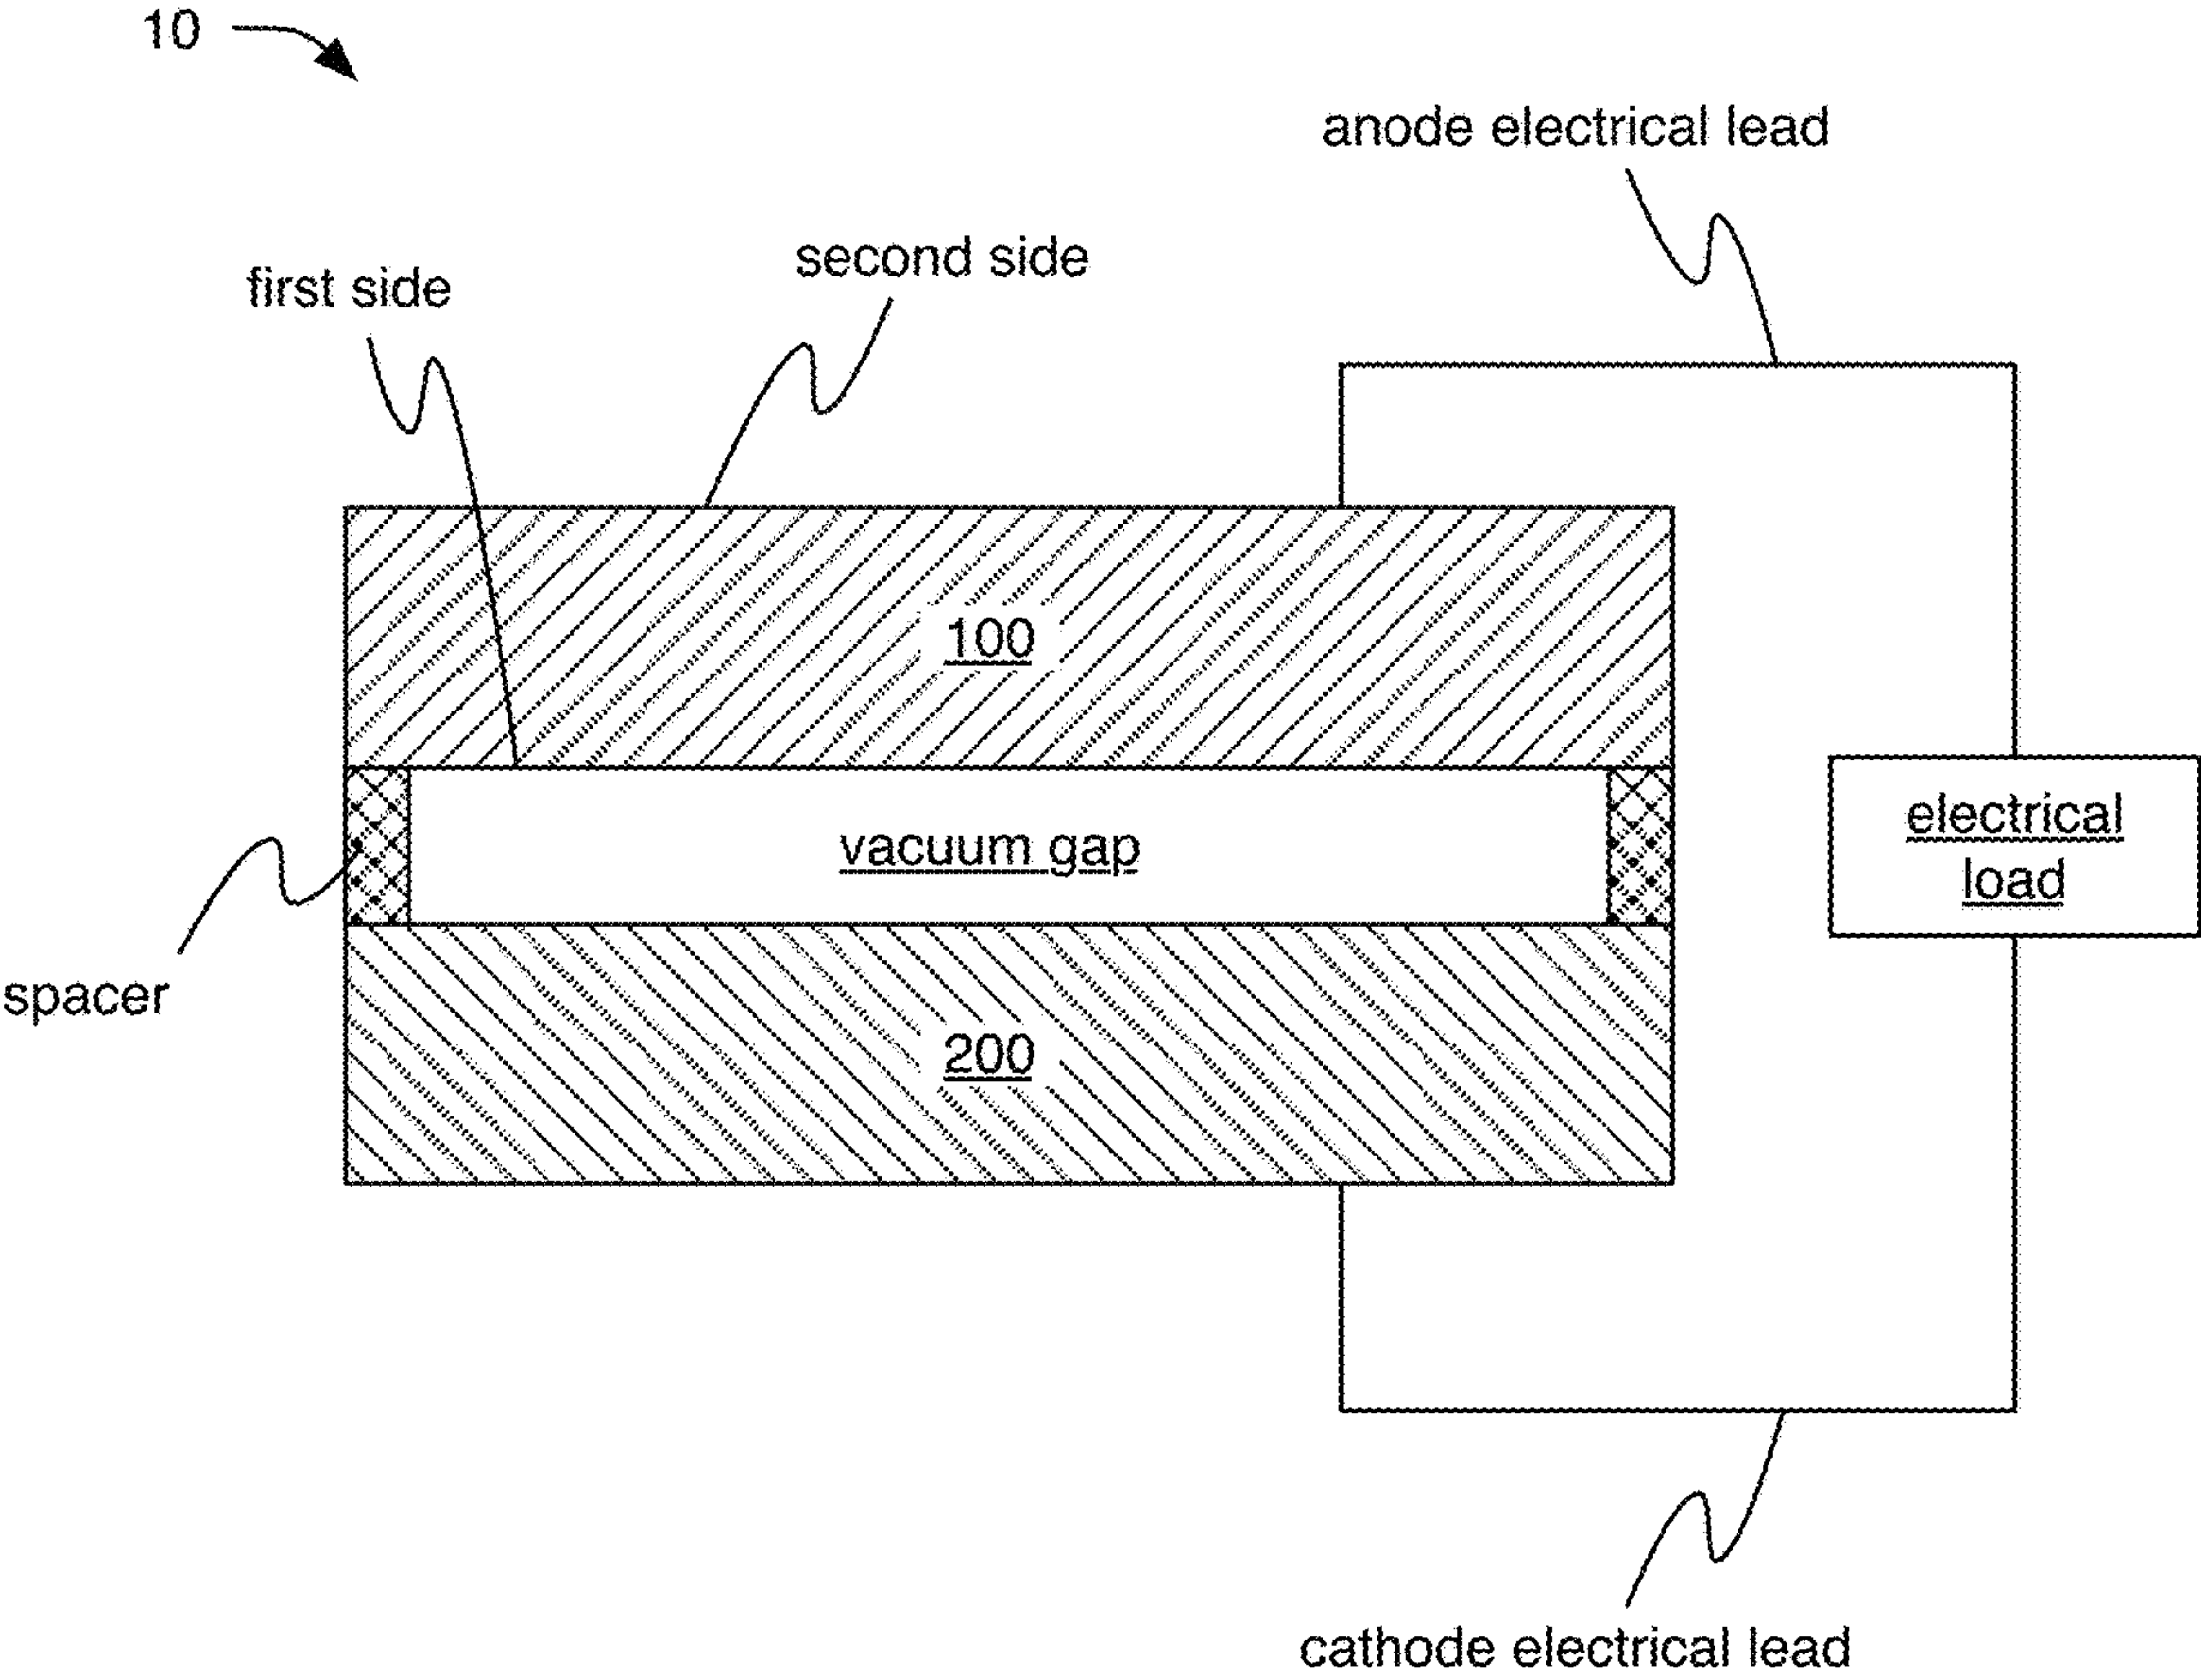 10
anode electrical lead
second side
first side
100
vacuum gap
electrical
load
spacer
200
cathode electrical lead